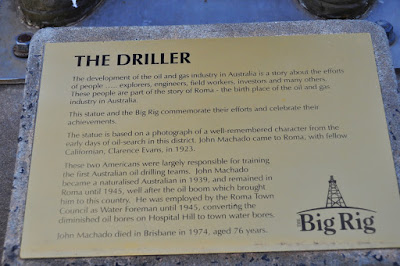 THE DRILLER
The development of the oil and gas industry in Australia is a story about the efforts
of people ..... explorers, engineers, field workers, investors and many others.
These people are part of the story of Roma - the birth place of the oil and gas
industry in Australia.
This statue and the Big Rig commemorate their efforts and celebrate their
achievements.
The statue is based on a photograph of a well-remembered character from the
early days of oil-search in this district. John Machado came to Roma, with fellow
Californian, Clarence Evans, in 1923.
These two Americans were largely responsible for training
the first Australian oil drilling teams. John Machado
became a naturalised Australian in 1939, and remained in
Roma until 1945, well after the oil boom which brought
him to this country. He was employed by the Roma Town
Council as Water Foreman until 1945, converting the
diminished oil bores on Hospital Hill to town water bores.
John Machado died in Brisbane in 1974, aged 76 years.
Big Rig